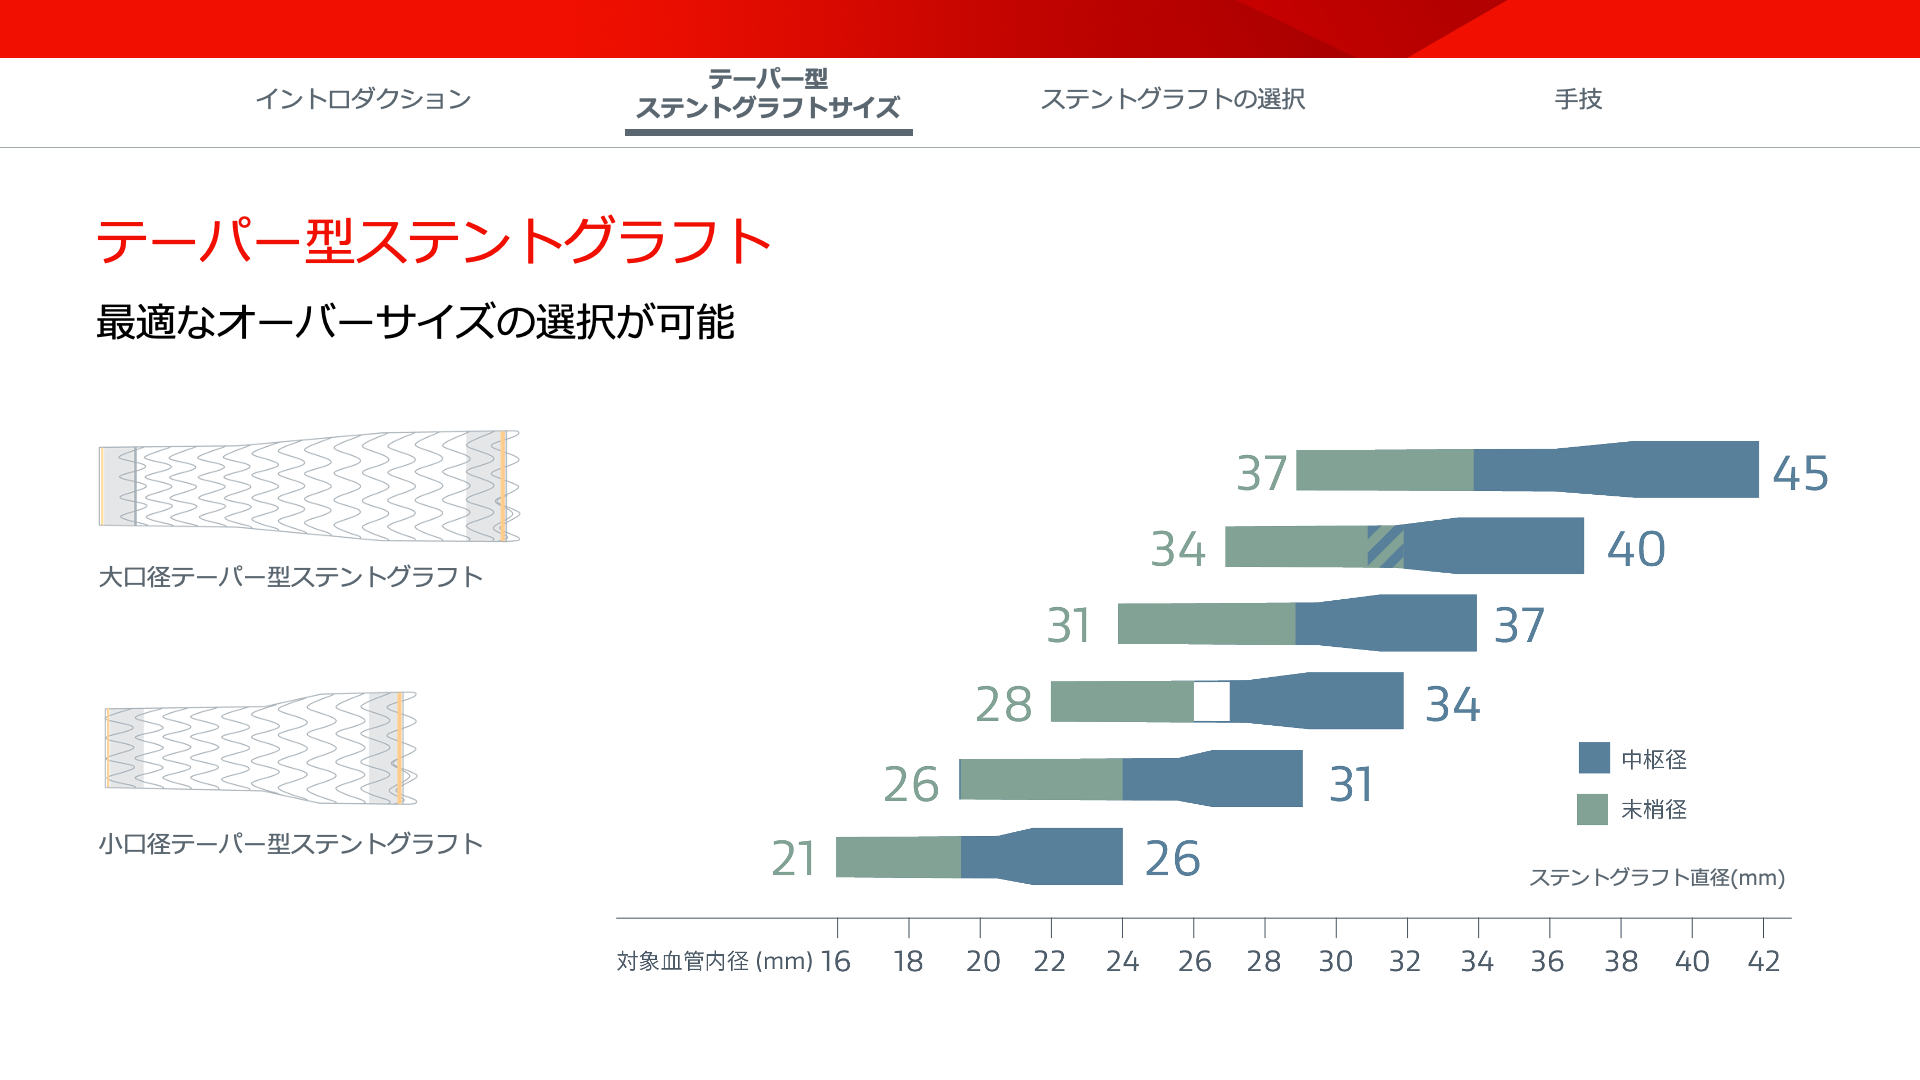 イントロダクション
テーパー型
ステントグラフトサイズ
ステントグラフトの選択
手技
テーパー型ステントグラフト
最適なオーバーサイズの選択が可能
大口径テーパー型ステントグラフト
小口径テーパー型ステントグラフト
37 45
34 40
31 37
28 34
26 31
21 26
中枢径
末梢径
ステントグラフト直径(mm)
対象血管内径 (mm) 16 18 20 22 24 26 28 30 32 34 36 38 40 42